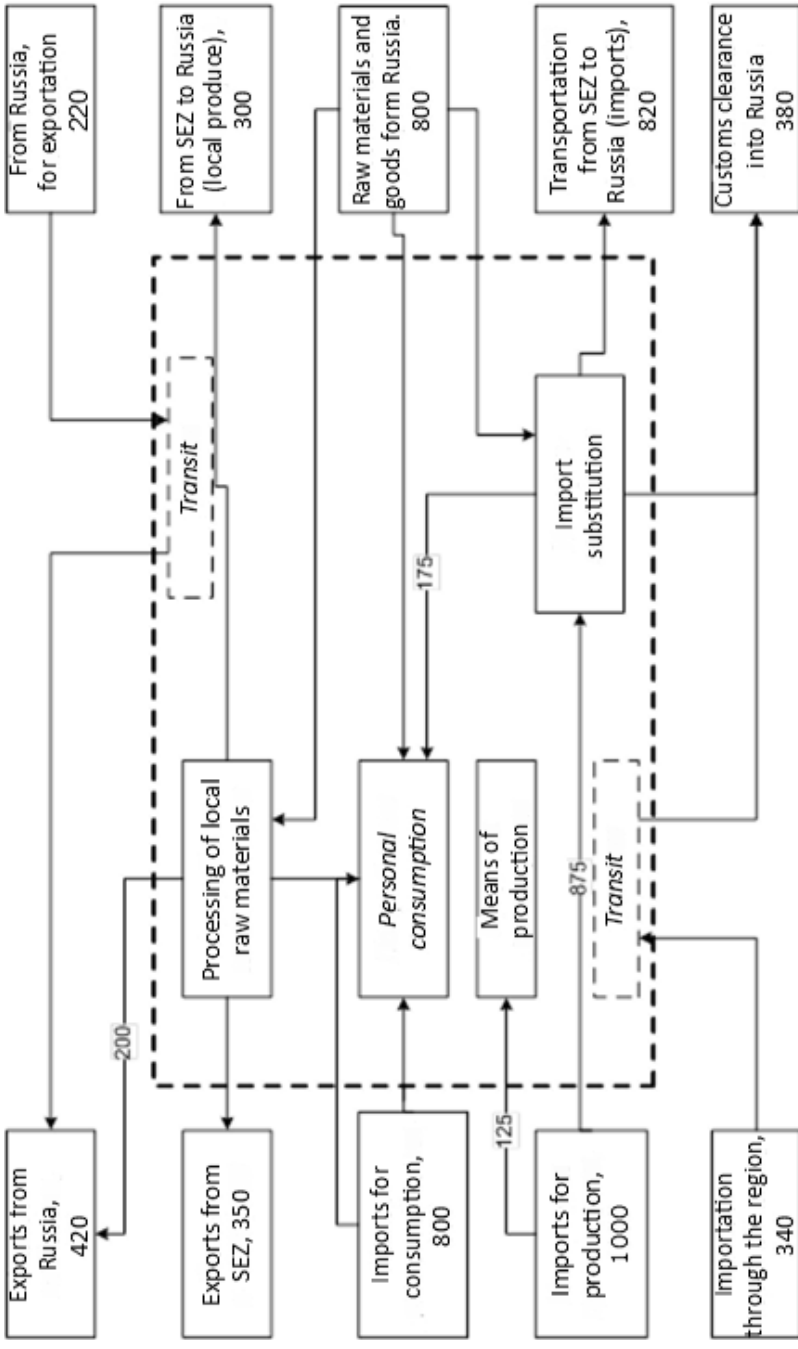 Exports from
Russia,
420
From Russia,
for exportation
220
200
Transit
Exports from
SEZ, 350
Processing of local
raw materials
From SEZ to Russia
(local produce),
300
Imports for
consumption,
800
Personal
consumption
175
Raw materials and
goods form Russia.
800
125
Means of
production
Imports for
production,
1000
875
Import
substitution
Transportation
from SEZ to
Russia (imports),
820
Transit
Importation
through the region,
340
Customs clearance
into Russia
380